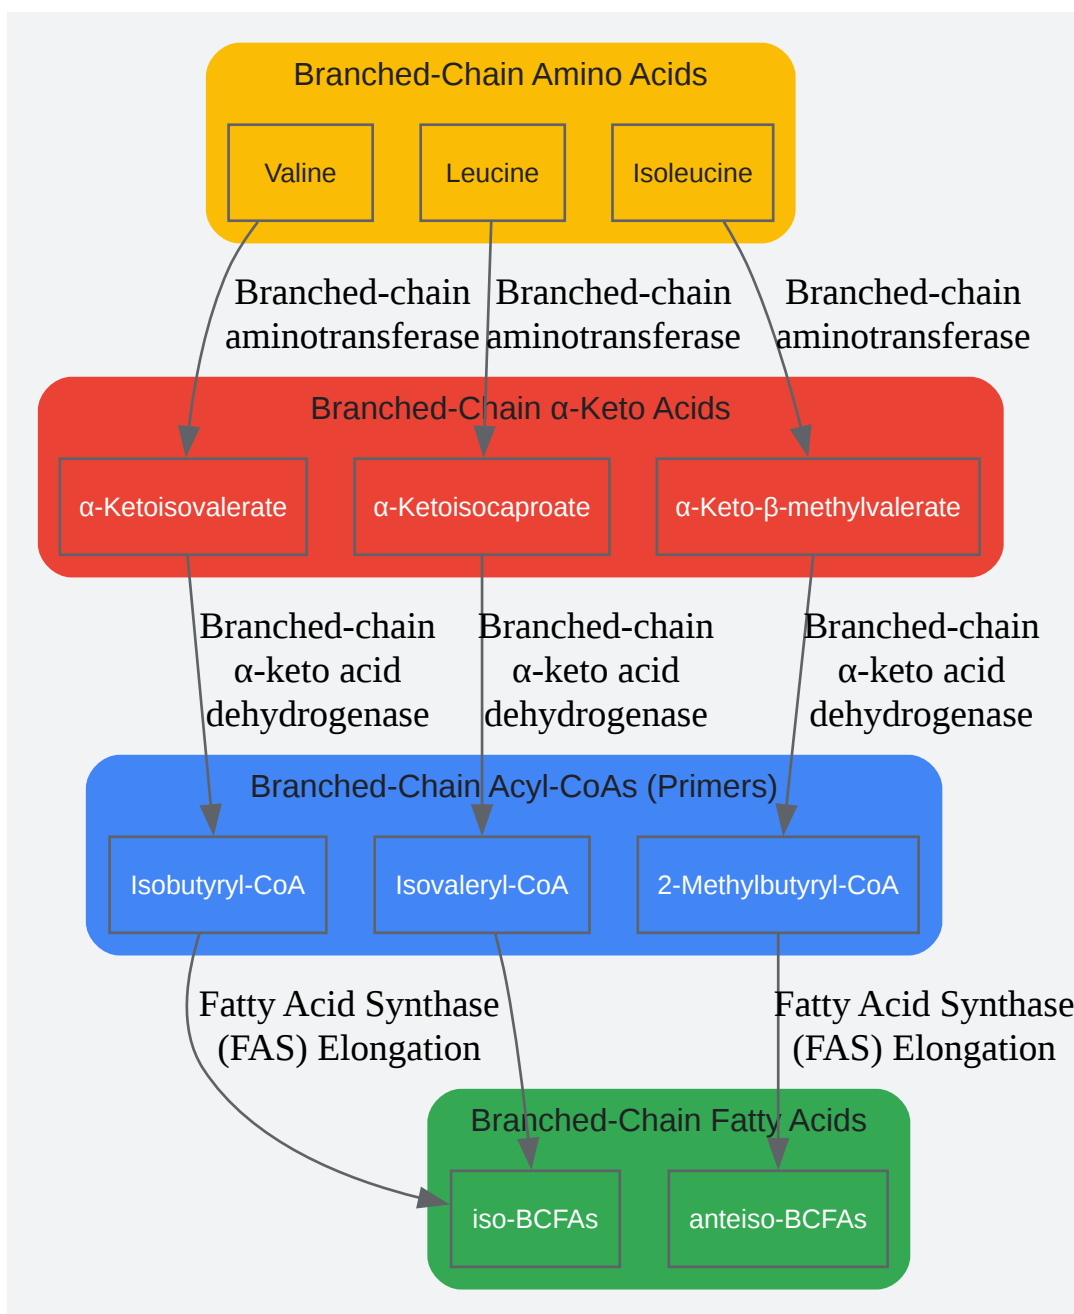 Branched-Chain Amino Acids
Valine
Leucine
Isoleucine
Branched-chain
aminotransferase
Branched-chain
aminotransferase
Branched-chain
aminotransferase
Branched-Chain α-Keto Acids
α-Ketoisovalerate
α-Ketoisocaproate
α-Keto-β-methylvalerate
Branched-chain
α-keto acid
dehydrogenase
Branched-chain
α-keto acid
dehydrogenase
Branched-chain
α-keto acid
dehydrogenase
Branched-Chain Acyl-CoAs (Primers)
Isobutyryl-CoA
Isovaleryl-CoA
2-Methylbutyryl-CoA
Fatty Acid Synthase
(FAS) Elongation
Fatty Acid Synthase
(FAS) Elongation
Branched-Chain Fatty Acids
iso-BCFAs
anteiso-BCFAs